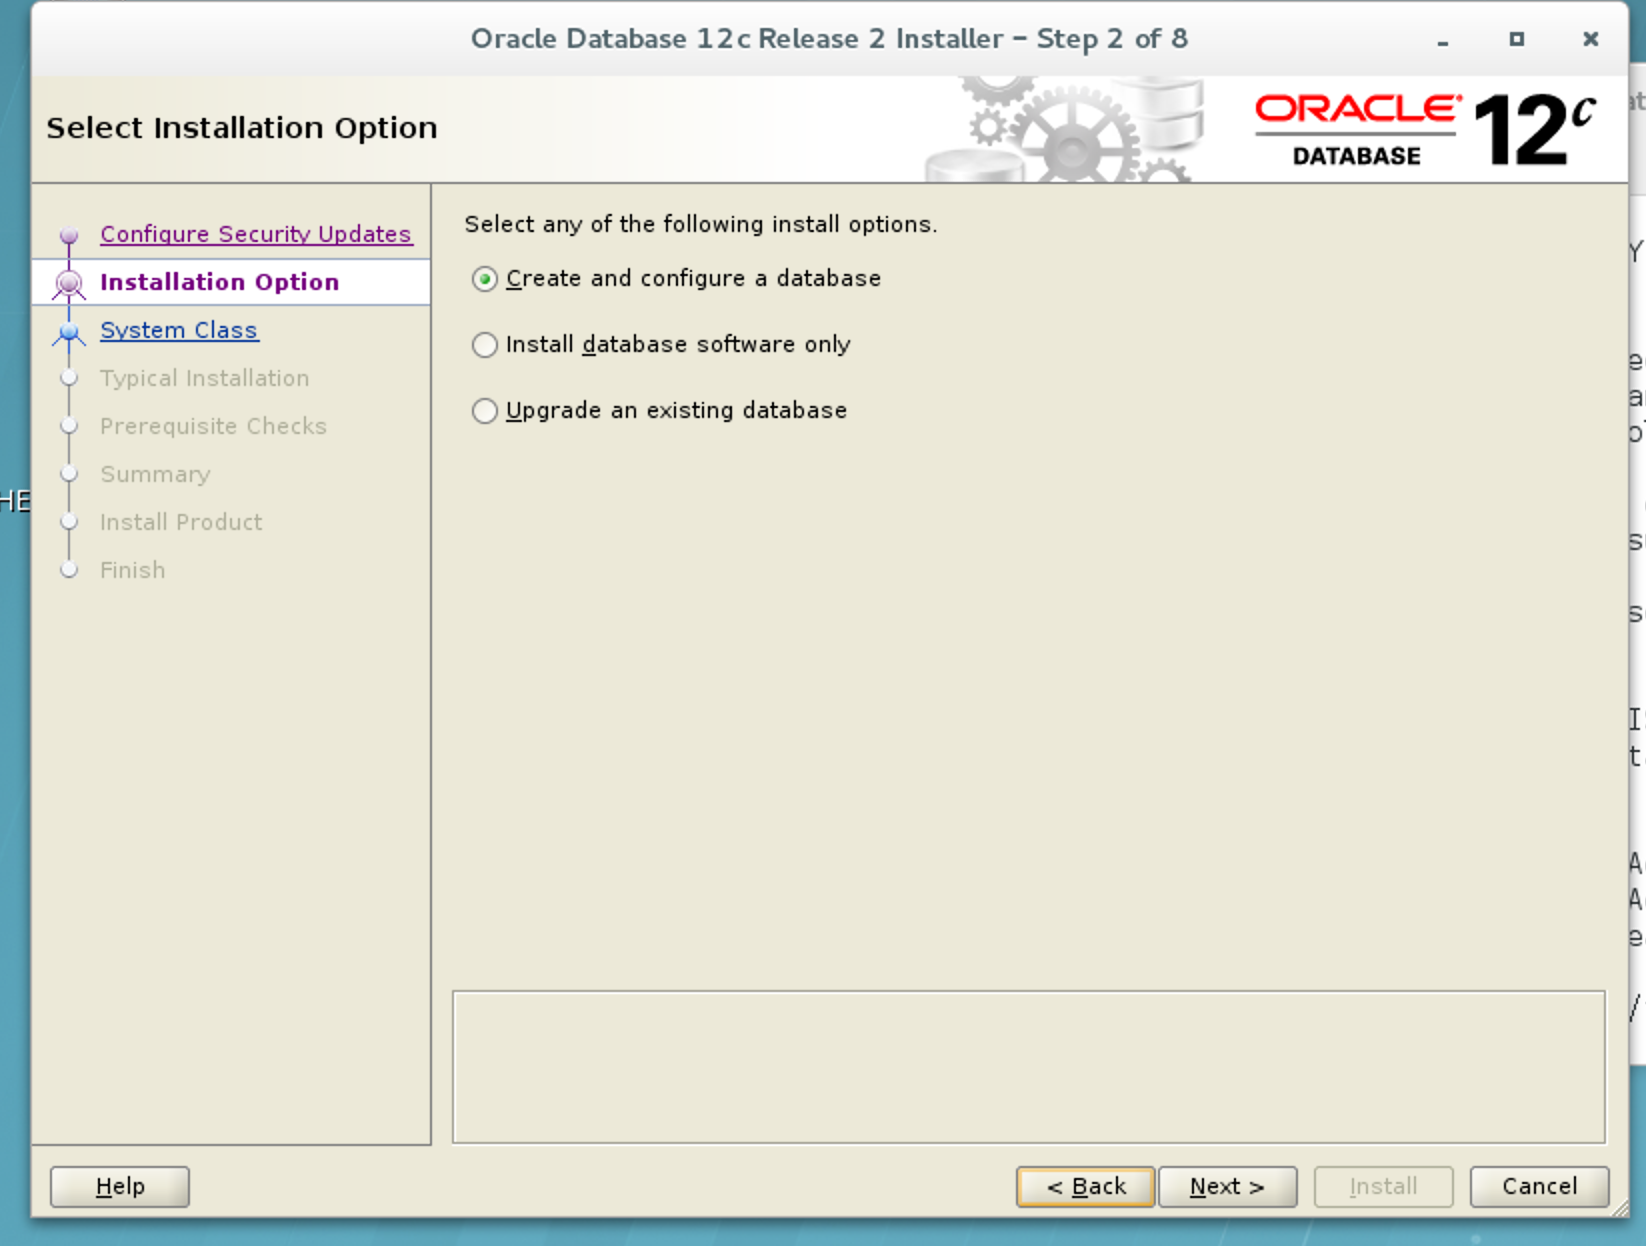 Oracle Database 12c Release 2 Installer – Step 2 of 8
Select Installation Option
ORACLE
DATABASE
12c
Configure Security Updates
Installation Option
System Class
Typical Installation
Prerequisite Checks
Summary
Install Product
Finish
Select any of the following install options.
Create and configure a database
Install database software only
Upgrade an existing database
Help
< Back
Next >
Install
Cancel